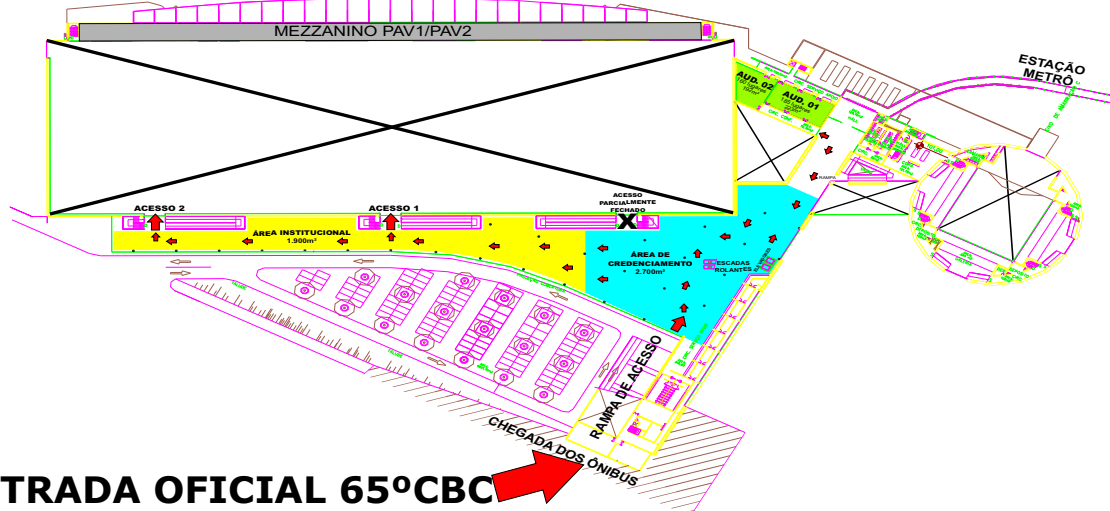 MEZZANINO PAV1/PAV2
ESTAÇÃO
METRÔ
AUD. 02
AUD. 01
RAMPA
ACESSO 2
ACESSO 1
ACESSO
PARCIALMENTE
FECHADO
X
ÁREA INSTITUCIONAL
1.900m²
ÁREA DE
CREDENCIAMENTO
2.700m²
ESCADAS
ROLANTES
RAMPA DE ACESSO
CHEGADA DOS ÔNIBUS
TRADA OFICIAL 65ºCBC